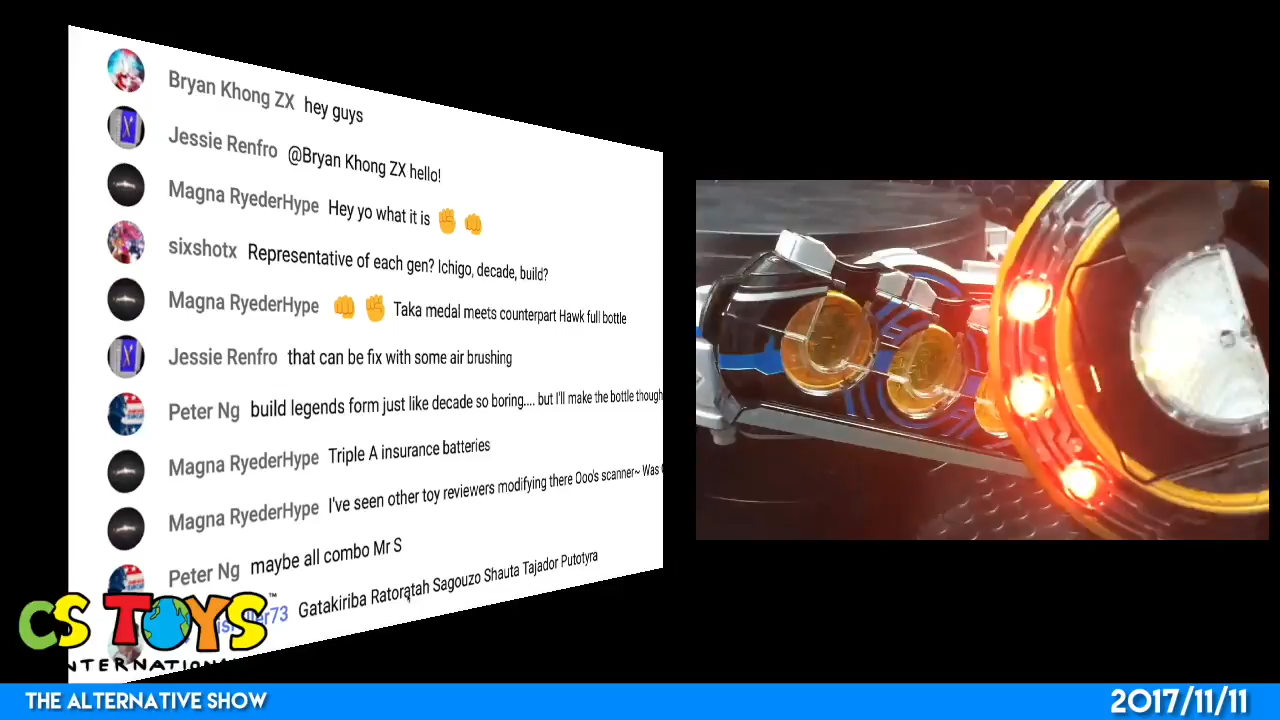 Bryan Khong ZX hey guys
Jessie Renfro @Bryan Khong ZX hello!
Magna RyederHype Hey yo what it is ✊ 👊
sixshotx Representative of each gen? Ichigo, decade, build?
Magna RyederHype 👊 ✊ Taka medal meets counterpart Hawk full bottle
Jessie Renfro that can be fix with some air brushing
Peter Ng build legends form just like decade so boring.... but I'll make the bottle though
Magna RyederHype Triple A insurance batteries
Magna RyederHype I've seen other toy reviewers modifying there Ooo's scanner~ Was
Peter Ng maybe all combo Mr S
Gatakiriba Ratoratah Sagouzo Shauta Tajador Putotyra
CS TOYS™
INTERNATIONAL
THE ALTERNATIVE SHOW
2017/11/11